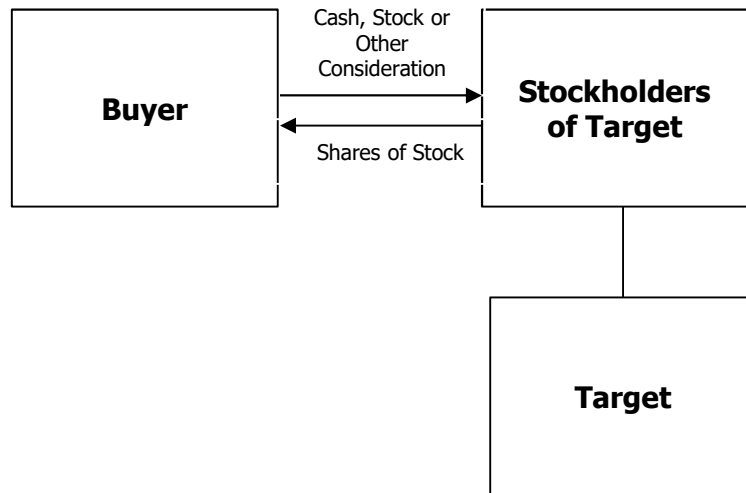 Cash, Stock or
Other
Consideration
Buyer
Stockholders
of Target
Shares of Stock
Target